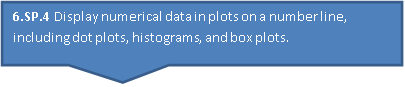 6.SP.4 Display numerical data in plots on a number line,
including dot plots, histograms, and box plots.